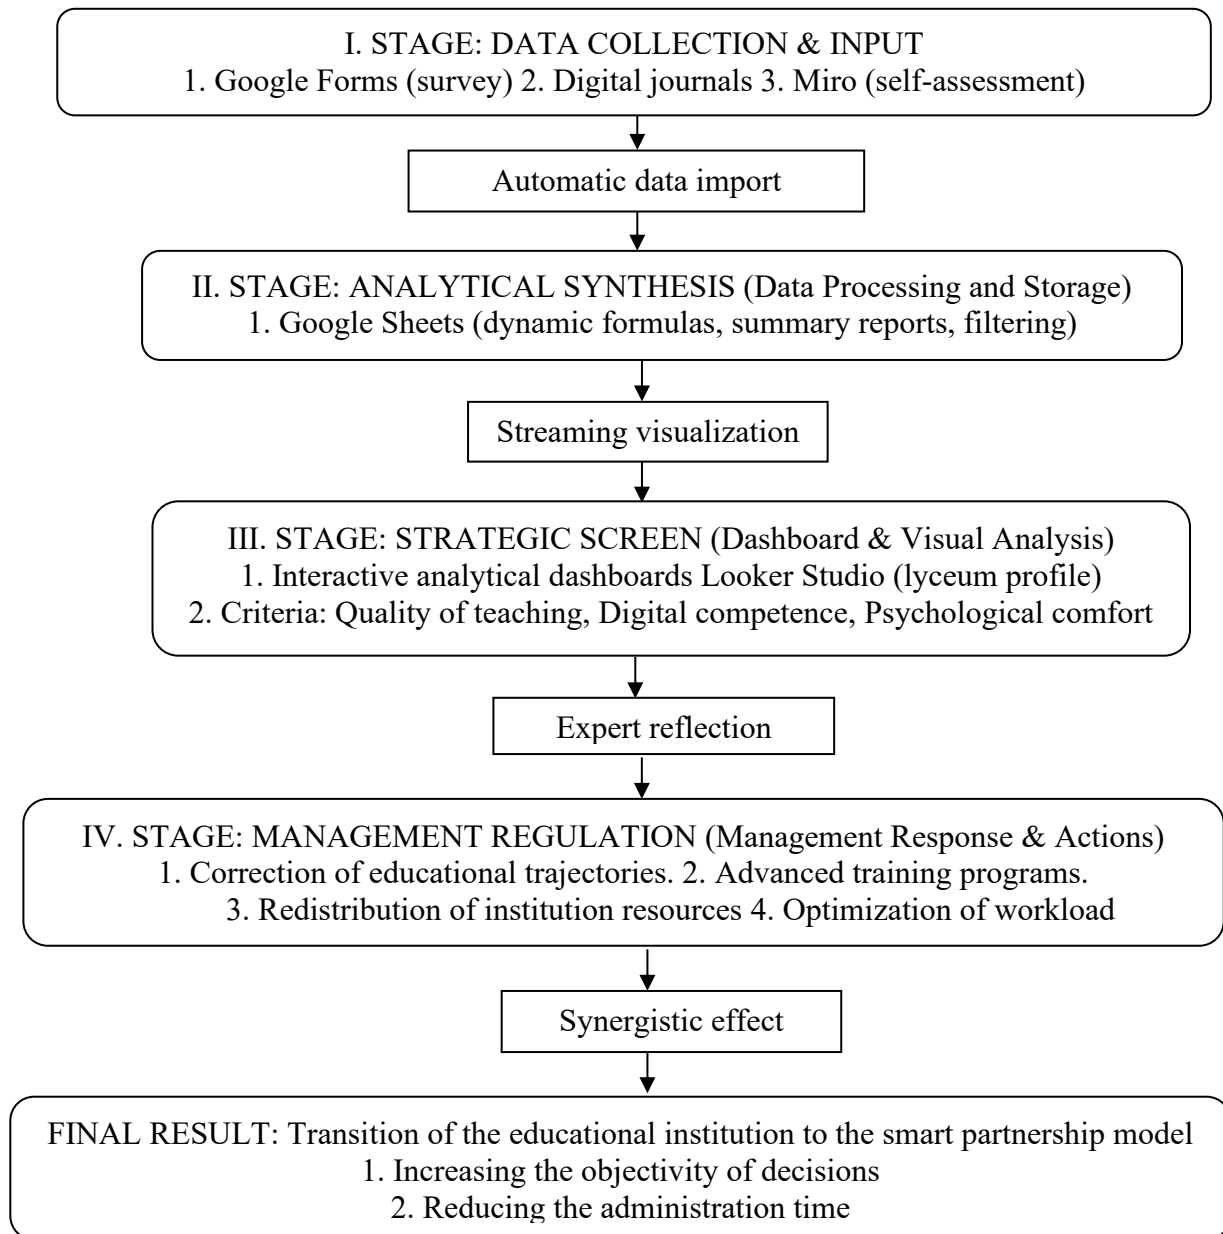 I. STAGE: DATA COLLECTION & INPUT
1. Google Forms (survey) 2. Digital journals 3. Miro (self-assessment)
Automatic data import
II. STAGE: ANALYTICAL SYNTHESIS (Data Processing and Storage)
1. Google Sheets (dynamic formulas, summary reports, filtering)
Streaming visualization
III. STAGE: STRATEGIC SCREEN (Dashboard & Visual Analysis)
1. Interactive analytical dashboards Looker Studio (lyceum profile)
2. Criteria: Quality of teaching, Digital competence, Psychological comfort
Expert reflection
IV. STAGE: MANAGEMENT REGULATION (Management Response & Actions)
1. Correction of educational trajectories. 2. Advanced training programs.
3. Redistribution of institution resources 4. Optimization of workload
Synergistic effect
FINAL RESULT: Transition of the educational institution to the smart partnership model
1. Increasing the objectivity of decisions
2. Reducing the administration time